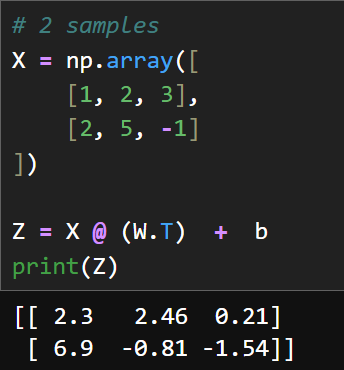 # 2 samples
X = np.array([
    [1, 2, 3],
    [2, 5, -1]
])

Z = X @ (W.T)  +  b
print(Z)
[[ 2.3   2.46  0.21]
 [ 6.9  -0.81 -1.54]]